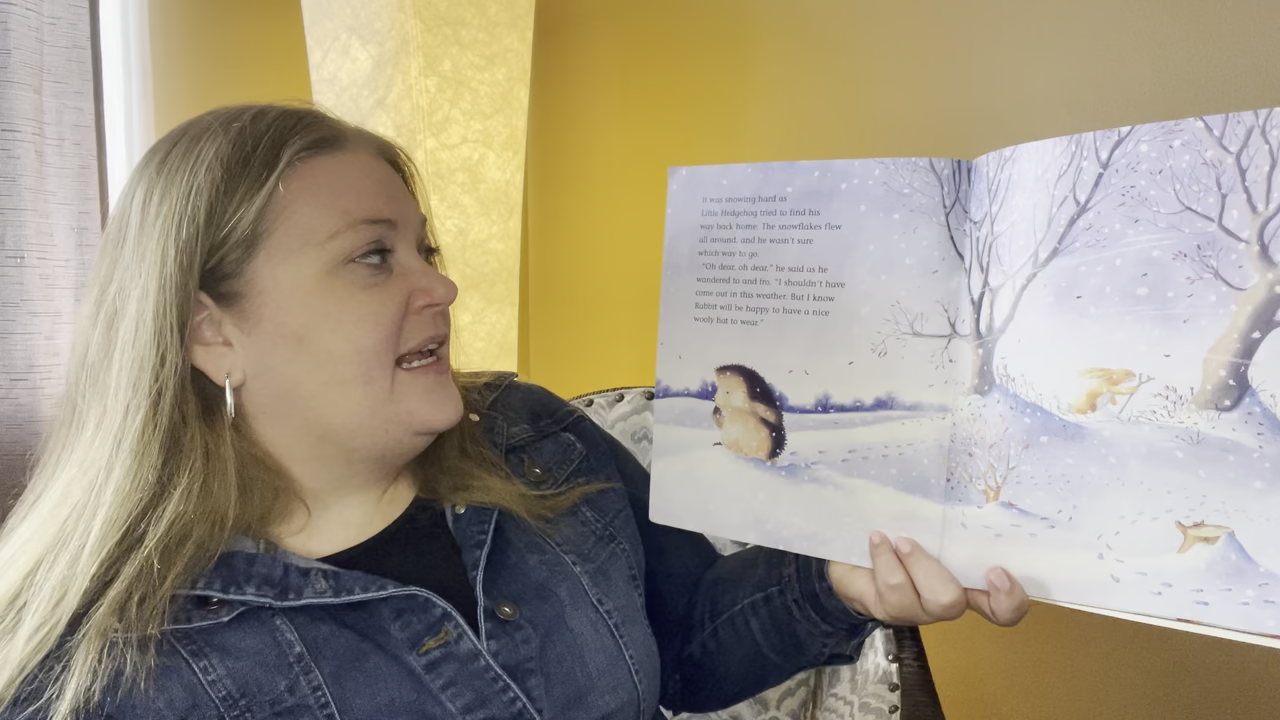 It was snowing hard as
Little Hedgehog tried to find his
way back home. The snowflakes flew
all around, and he wasn't sure
which way to go.
"Oh dear, oh dear," he said as he
wandered to and fro. "I shouldn't have
come out in this weather. But I know
Rabbit will be happy to have a nice
wooly hat to wear."